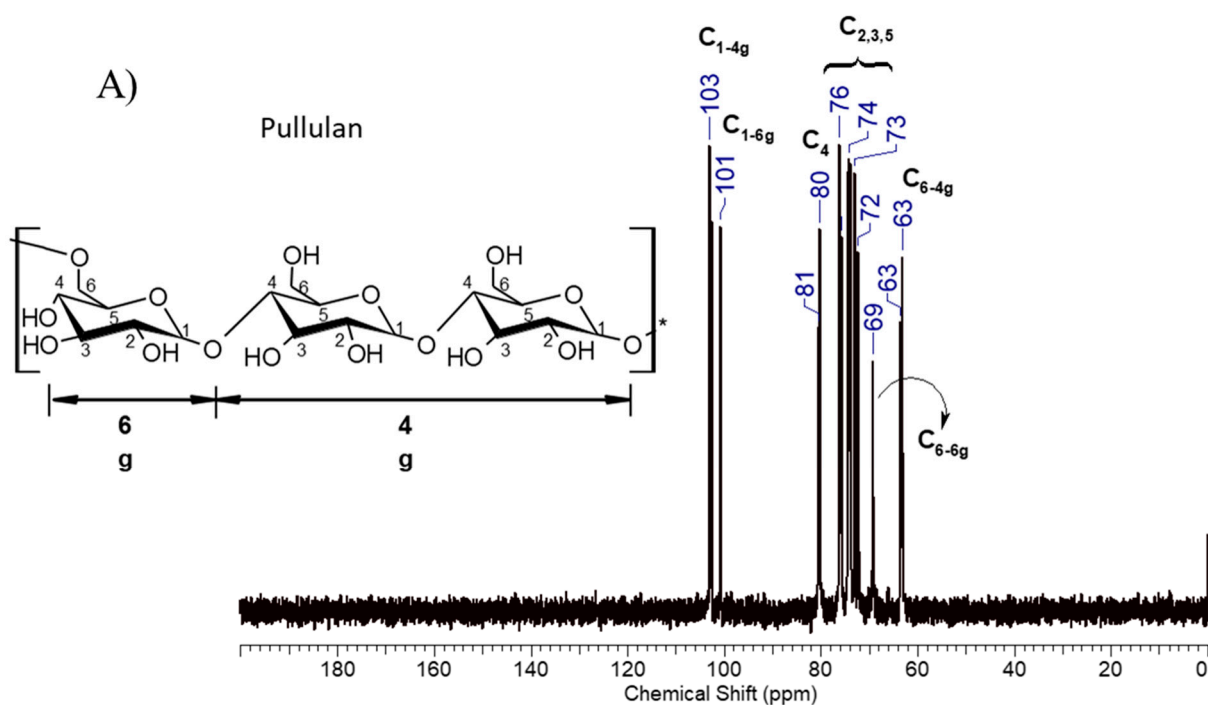 A)
Pullulan
C1-4g
C1-6g
C4
C2,3,5
C6-4g
C6-6g
103
101
81
80
76
74
73
72
69
63
63
O
4
6
HO
5
O
HO
3
2
OH
1
O
OH
4
6
5
O
HO
3
2
OH
1
O
OH
4
6
5
O
HO
3
2
OH
1
O
*
6
g
4
g
180 160 140 120 100 80 60 40 20 0
Chemical Shift (ppm)